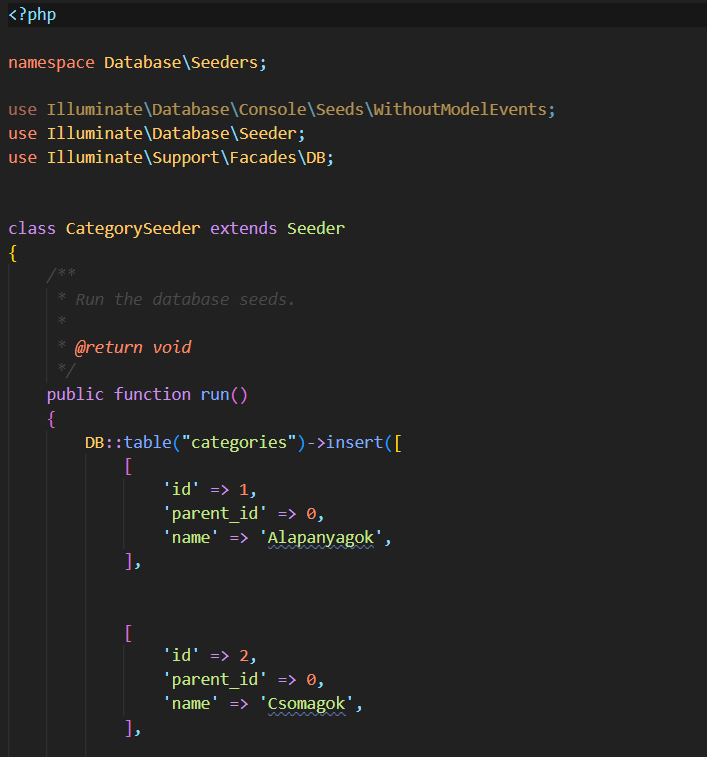 <?php
namespace Database\Seeders;
use Illuminate\Database\Console\Seeds\WithoutModelEvents;
use Illuminate\Database\Seeder;
use Illuminate\Support\Facades\DB;
class CategorySeeder extends Seeder
{
/**
* Run the database seeds.
*
* @return void
*/
public function run()
{
DB::table("categories")->insert([
[
'id' => 1,
'parent_id' => 0,
'name' => 'Alapanyagok',
],
[
'id' => 2,
'parent_id' => 0,
'name' => 'Csomagok',
],